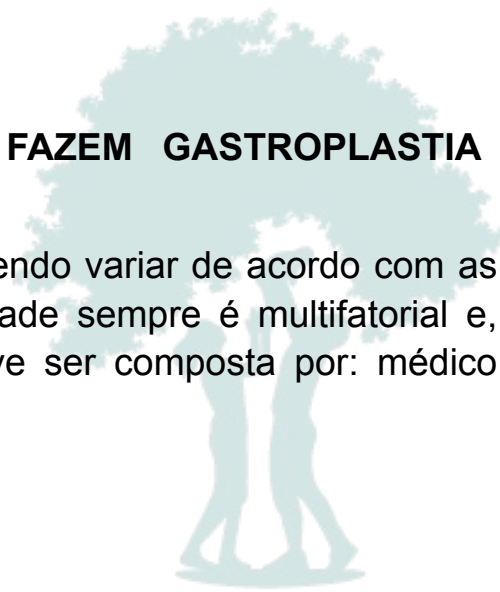 FAZEM GASTROPLASTIA
endo variar de acordo com as
ade sempre é multifatorial e,
ve ser composta por: médico